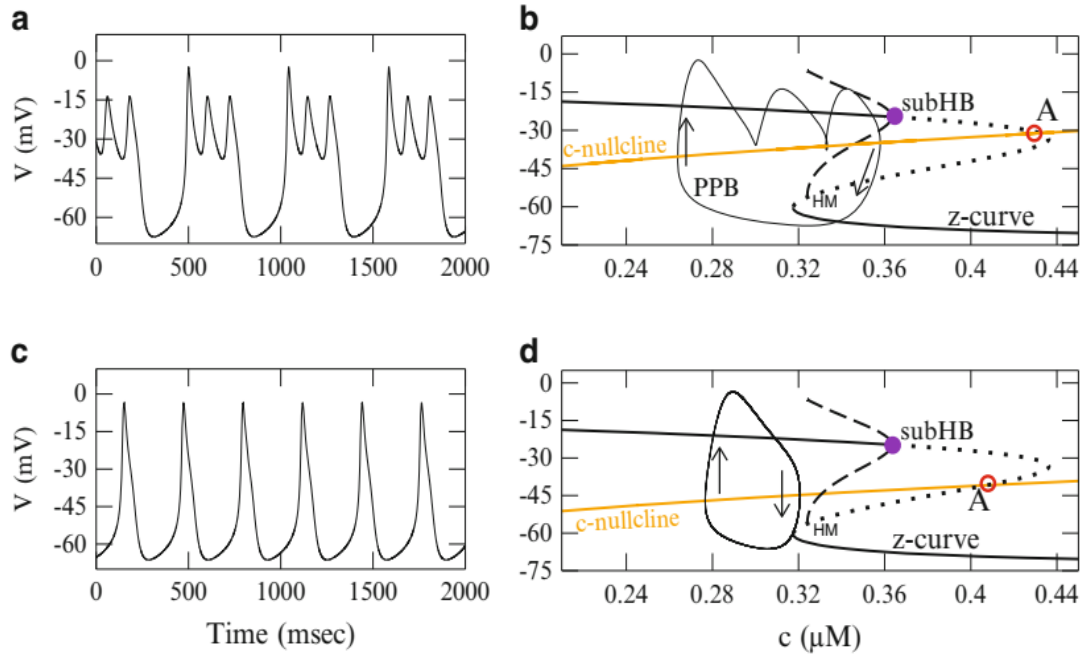 a
0
-15
-30
-45
-60
V (mV)
0 500 1000 1500 2000
b
0
-15
-30
-45
-60
-75
subHB
A
c-nullcline
PPB
HM
z-curve
0.24 0.28 0.32 0.36 0.4 0.44
c
0
-15
-30
-45
-60
V (mV)
0 500 1000 1500 2000
Time (msec)
d
0
-15
-30
-45
-60
-75
subHB
A
c-nullcline
HM
z-curve
0.24 0.28 0.32 0.36 0.4 0.44
c (μM)